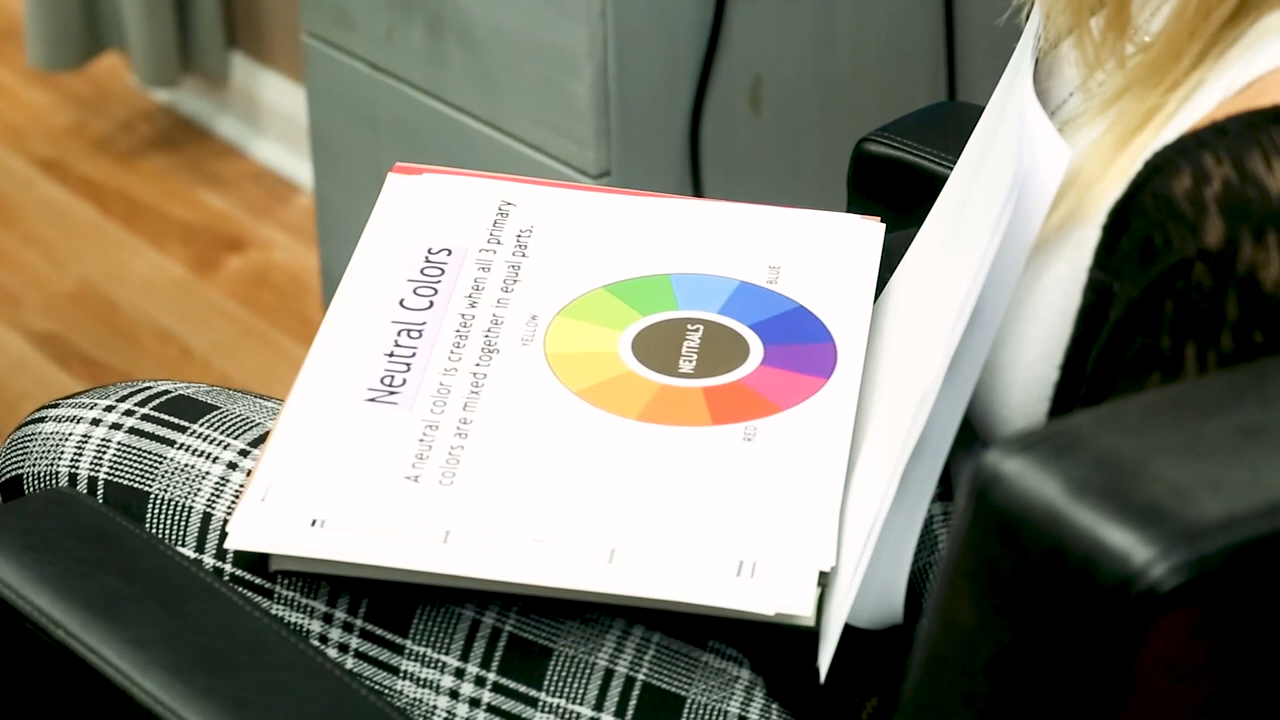 Neutral Colors
A neutral color is created when all 3 primary
colors are mixed together in equal parts.
YELLOW
BLUE
NEUTRALS
RED